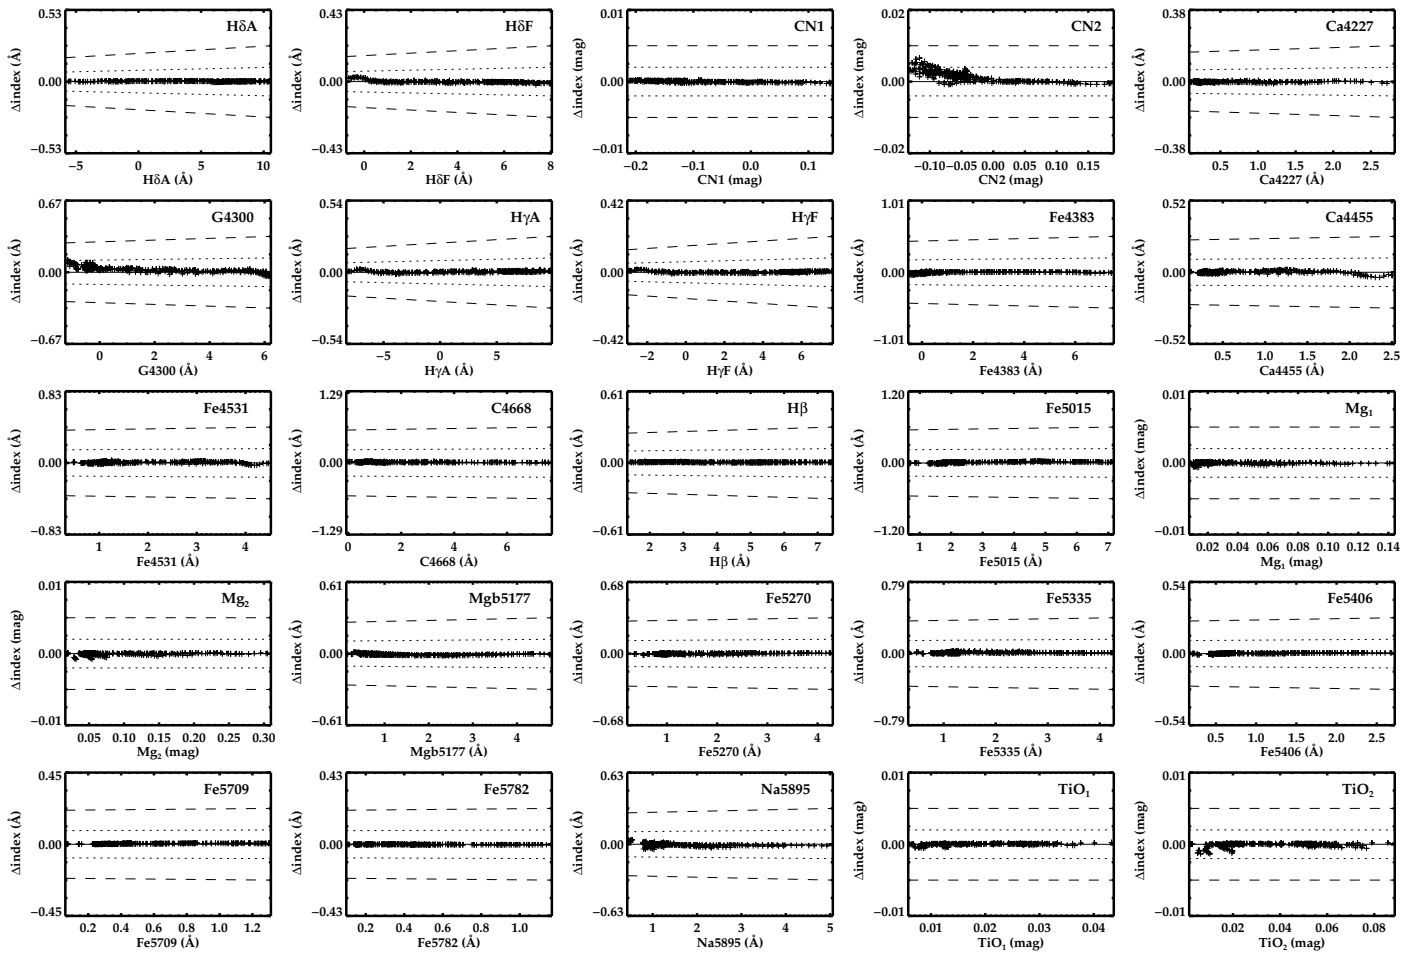 0.53 HδA
Δindex (Å) 0.00
−0.53
−5 0 5 10
HδA (Å)
0.43 HδF
Δindex (Å) 0.00
−0.43
0 2 4 6 8
HδF (Å)
0.01 CN1
Δindex (mag) 0.00
−0.01
−0.2 −0.1 0.0 0.1
CN1 (mag)
0.02 CN2
Δindex (mag) 0.00
−0.02
−0.10 −0.05 0.00 0.05 0.10 0.15
CN2 (mag)
0.38 Ca4227
Δindex (Å) 0.00
−0.38
0.5 1.0 1.5 2.0 2.5
Ca4227 (Å)
0.67 G4300
Δindex (Å) 0.00
−0.67
0 2 4 6
G4300 (Å)
0.54 HγA
Δindex (Å) 0.00
−0.54
−5 0 5
HγA (Å)
0.42 HγF
Δindex (Å) 0.00
−0.42
−2 0 2 4 6
HγF (Å)
1.01 Fe4383
Δindex (Å) 0.00
−1.01
0 2 4 6
Fe4383 (Å)
0.52 Ca4455
Δindex (Å) 0.00
−0.52
0.5 1.0 1.5 2.0 2.5
Ca4455 (Å)
0.83 Fe4531
Δindex (Å) 0.00
−0.83
1 2 3 4
Fe4531 (Å)
1.29 C4668
Δindex (Å) 0.00
−1.29
0 2 4 6
C4668 (Å)
0.61 Hβ
Δindex (Å) 0.00
−0.61
2 3 4 5 6 7
Hβ (Å)
1.20 Fe5015
Δindex (Å) 0.00
−1.20
1 2 3 4 5 6 7
Fe5015 (Å)
0.01 Mg₁
Δindex (mag) 0.00
−0.01
0.02 0.04 0.06 0.08 0.10 0.12 0.14
Mg₁ (mag)
0.01 Mg₂
Δindex (mag) 0.00
−0.01
0.05 0.10 0.15 0.20 0.25 0.30
Mg₂ (mag)
0.61 Mgb5177
Δindex (Å) 0.00
−0.61
1 2 3 4
Mgb5177 (Å)
0.68 Fe5270
Δindex (Å) 0.00
−0.68
1 2 3 4
Fe5270 (Å)
0.79 Fe5335
Δindex (Å) 0.00
−0.79
1 2 3 4
Fe5335 (Å)
0.54 Fe5406
Δindex (Å) 0.00
−0.54
0.5 1.0 1.5 2.0 2.5
Fe5406 (Å)
0.45 Fe5709
Δindex (Å) 0.00
−0.45
0.2 0.4 0.6 0.8 1.0 1.2
Fe5709 (Å)
0.43 Fe5782
Δindex (Å) 0.00
−0.43
0.2 0.4 0.6 0.8 1.0
Fe5782 (Å)
0.63 Na5895
Δindex (Å) 0.00
−0.63
1 2 3 4 5
Na5895 (Å)
0.01 TiO₁
Δindex (mag) 0.00
−0.01
0.01 0.02 0.03 0.04
TiO₁ (mag)
0.01 TiO₂
Δindex (mag) 0.00
−0.01
0.02 0.04 0.06 0.08
TiO₂ (mag)